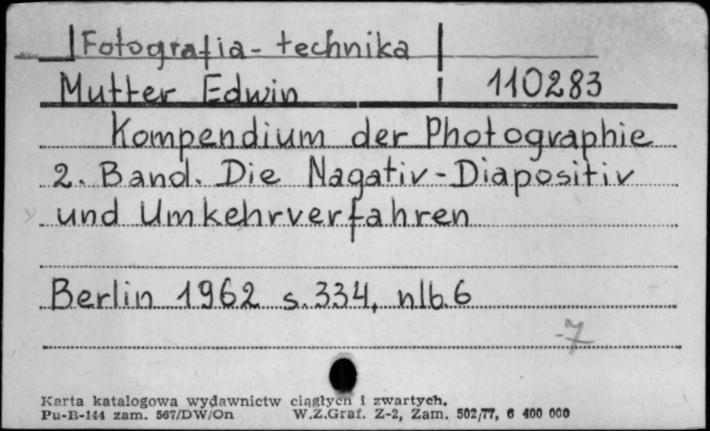 Fotografia - technika
Mutter Edwin 110283
Kompendium der Photographie
2. Band. Die Nagativ-Diapositiv
und Umkehrverfahren
Berlin 1962 s. 334, nlb. 6
-7
Karta katalogowa wydawnictw ciągłych i zwartych.
Pu-B-144 zam. 567/DW/On W.Z.Graf. Z-2, Zam. 502/77, 6 400 000